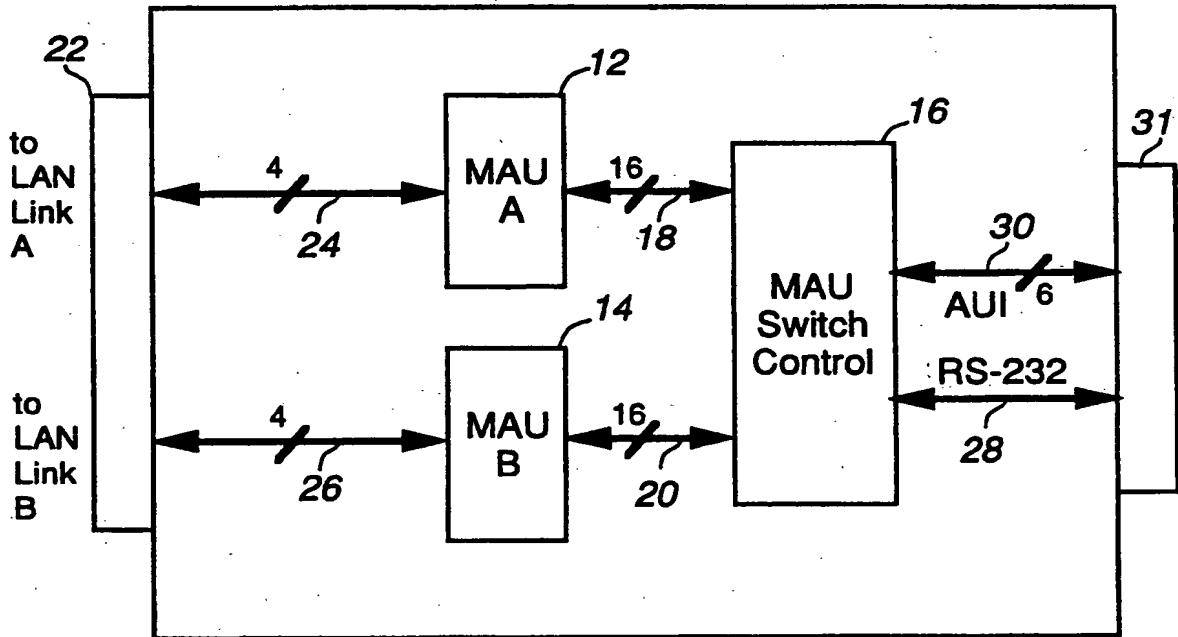 22
12
16
31
to
LAN
Link
A
4
24
MAU
A
16
18
30
AUI
6
MAU
Switch
Control
14
to
LAN
Link
B
4
26
MAU
B
16
20
RS-232
28